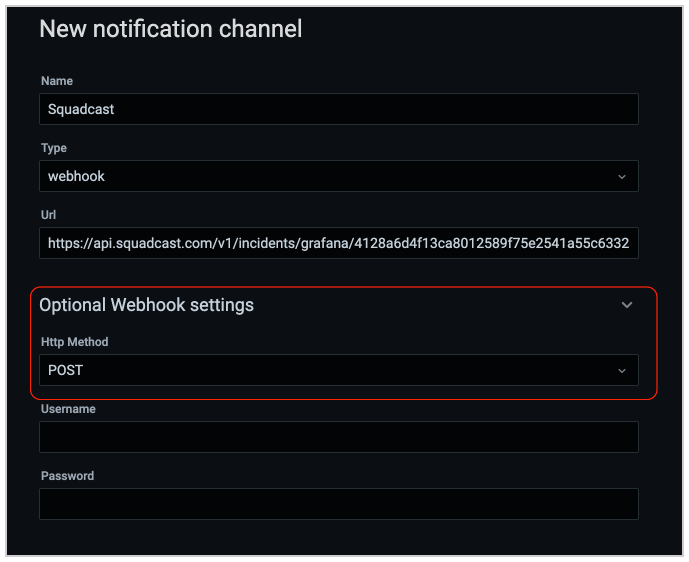 New notification channel
Name
Squadcast
Type
webhook
Url
https://api.squadcast.com/v1/incidents/grafana/4128a6d4f13ca8012589f75e2541a55c6332
Optional Webhook settings
Http Method
POST
Username
Password